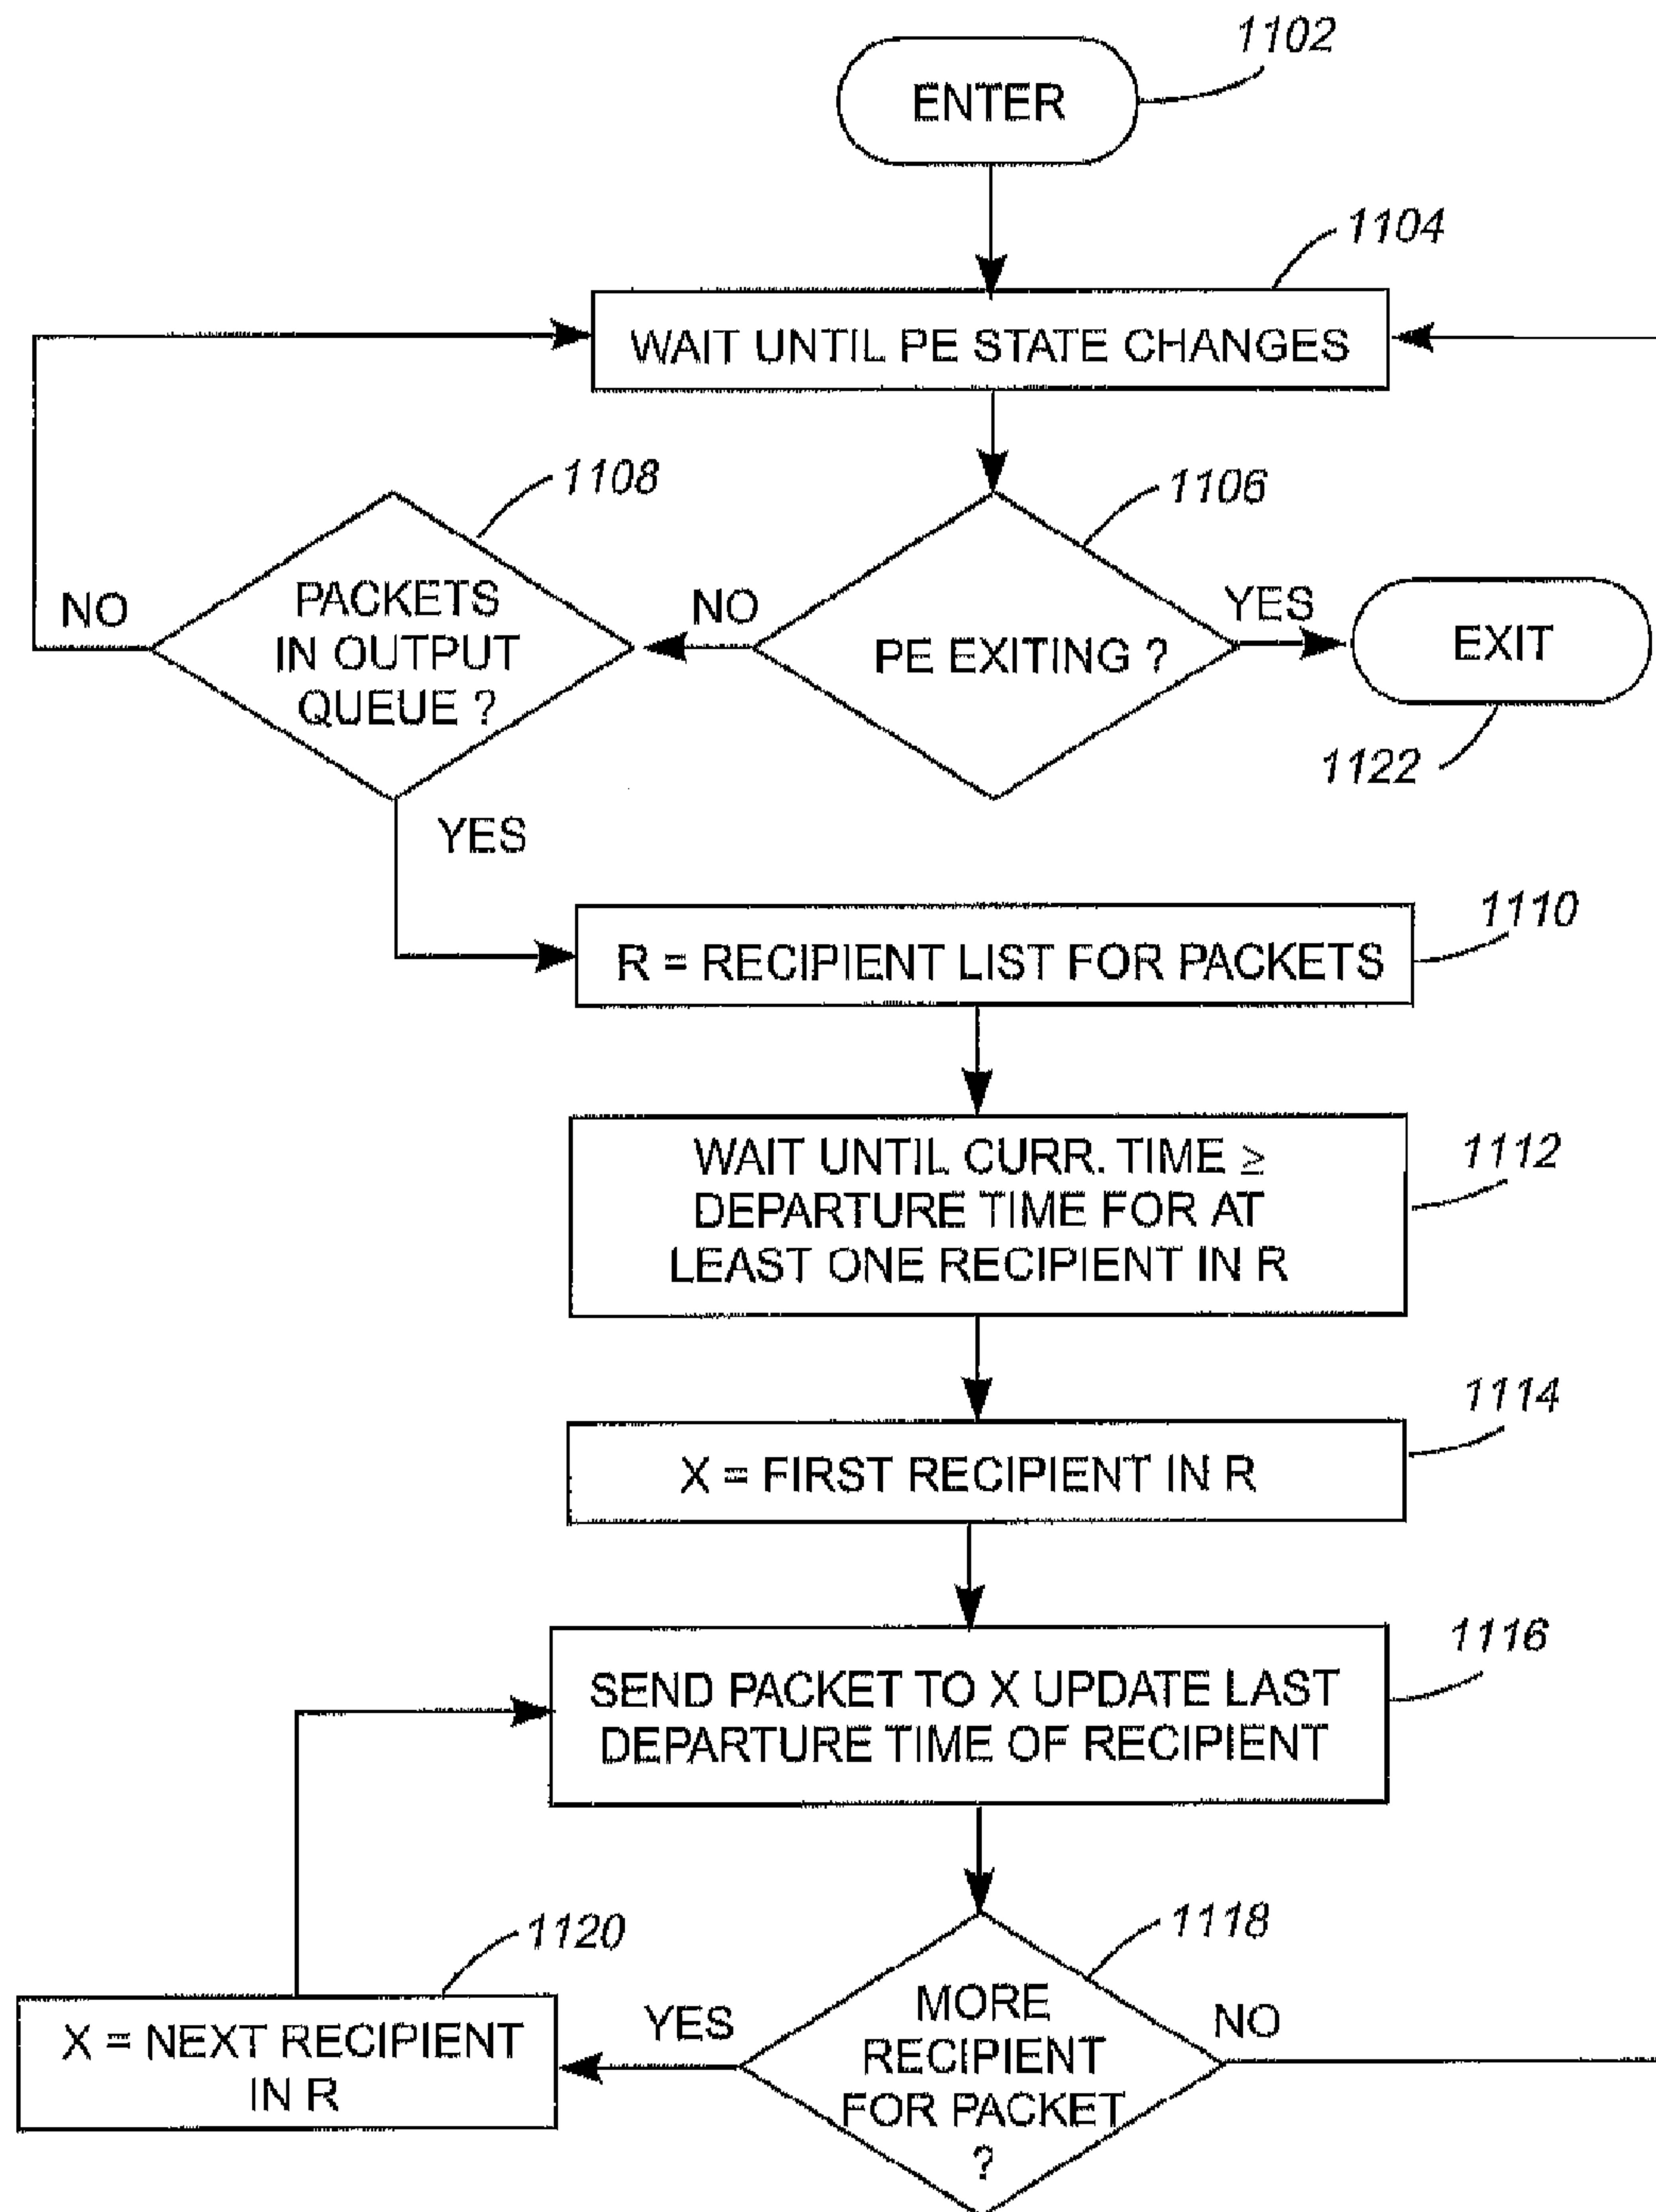 1102
ENTER
1104
WAIT UNTIL PE STATE CHANGES
1108
1106
NO
PACKETS
IN OUTPUT
QUEUE ?
NO
PE EXITING ?
YES
EXIT
1122
YES
1110
R = RECIPIENT LIST FOR PACKETS
1112
WAIT UNTIL CURR. TIME ≥
DEPARTURE TIME FOR AT
LEAST ONE RECIPIENT IN R
1114
X = FIRST RECIPIENT IN R
1116
SEND PACKET TO X UPDATE LAST
DEPARTURE TIME OF RECIPIENT
1120
1118
X = NEXT RECIPIENT
IN R
YES
MORE
RECIPIENT
FOR PACKET
?
NO